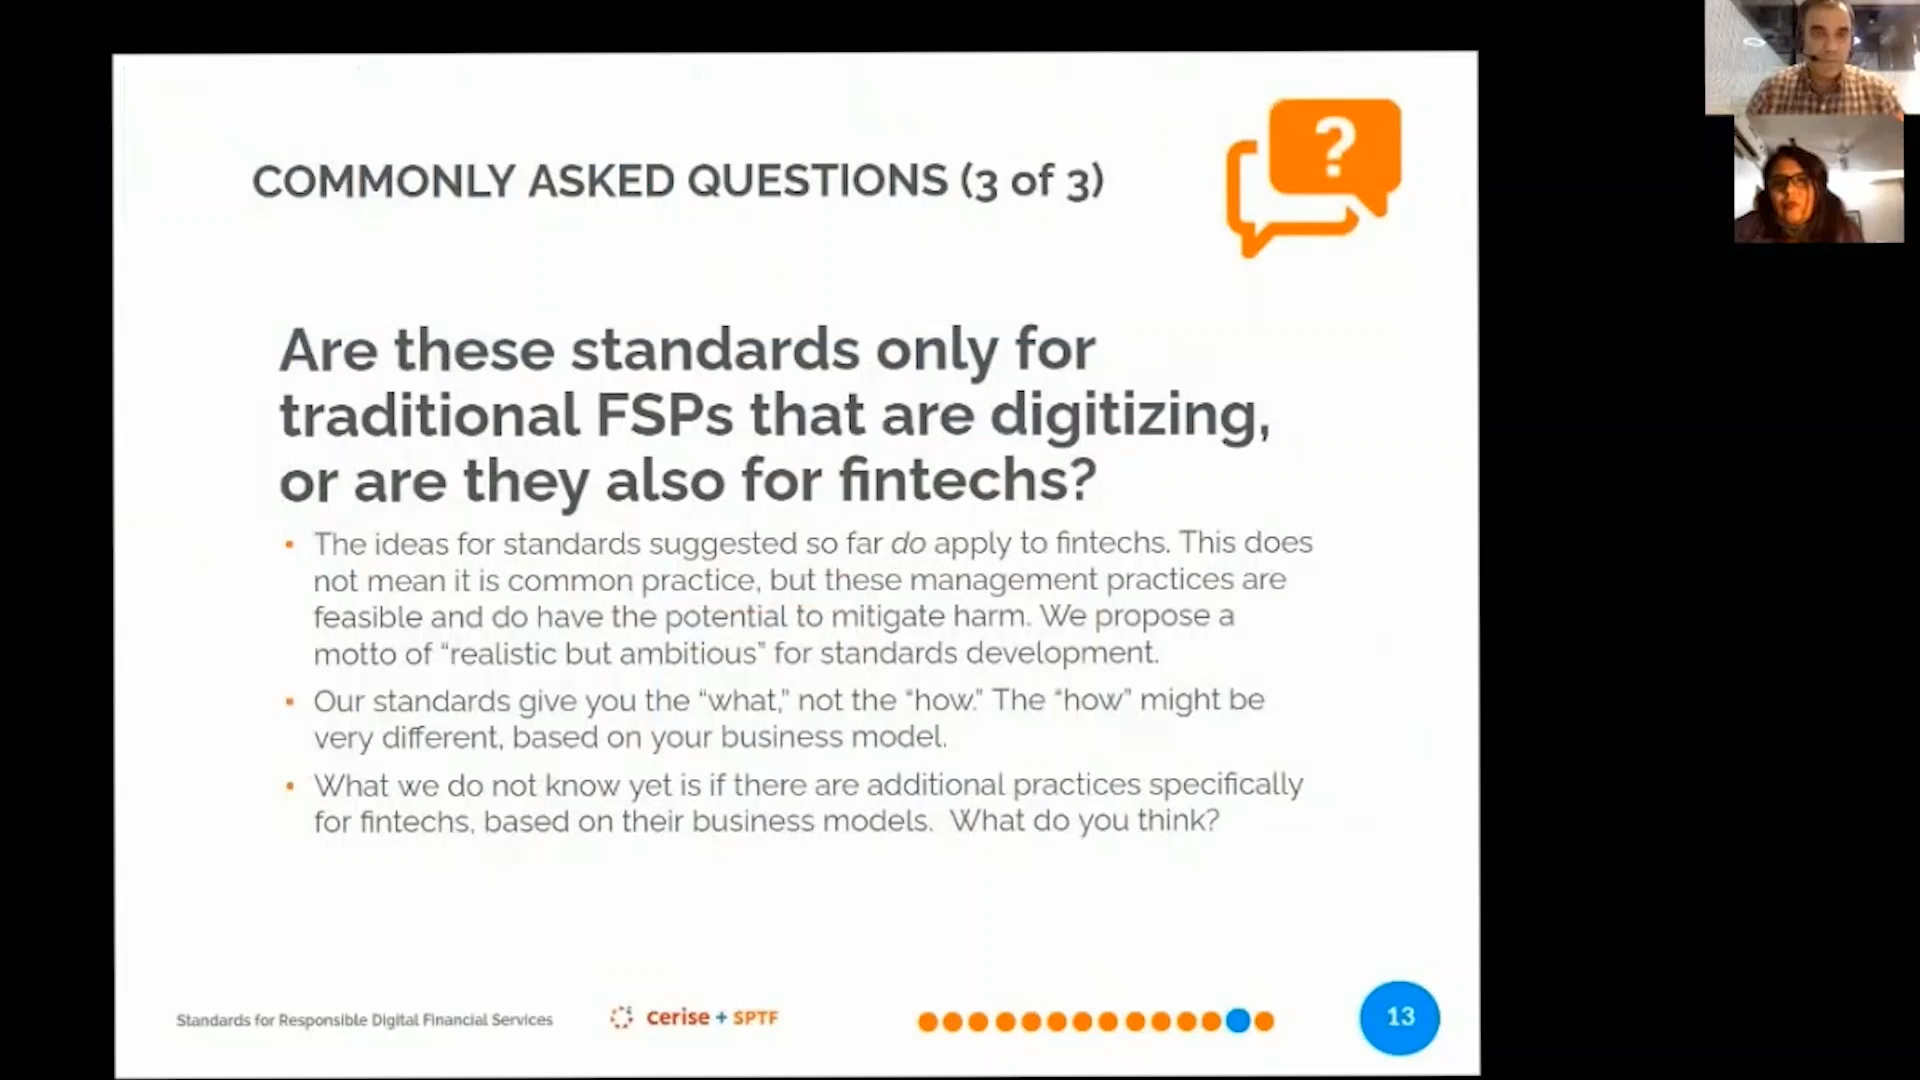 COMMONLY ASKED QUESTIONS (3 of 3)
?
Are these standards only for
traditional FSPs that are digitizing,
or are they also for fintechs?
• The ideas for standards suggested so far do apply to fintechs. This does
not mean it is common practice, but these management practices are
feasible and do have the potential to mitigate harm. We propose a
motto of “realistic but ambitious” for standards development.
• Our standards give you the “what,” not the “how.” The “how” might be
very different, based on your business model.
• What we do not know yet is if there are additional practices specifically
for fintechs, based on their business models. What do you think?
Standards for Responsible Digital Financial Services
cerise + SPTF
13